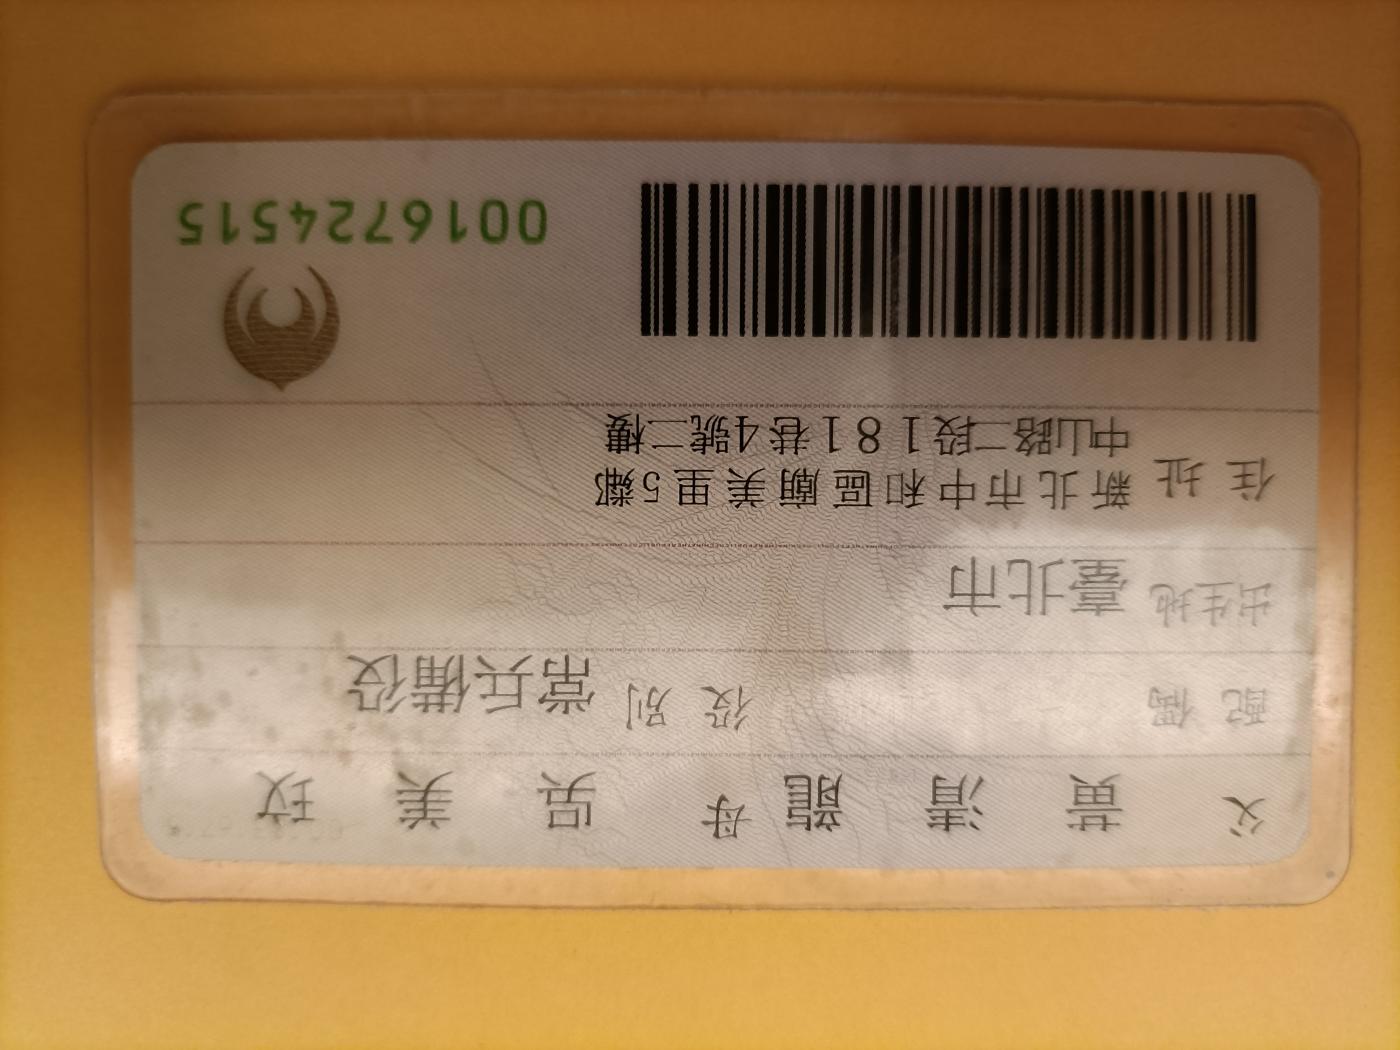 父 黃清龍 母 吳美玟
配偶 役別 常兵備役
出生地 臺北市
住址 新北市中和區廟美里5鄰
中山路二段181巷4號二樓
0016724515